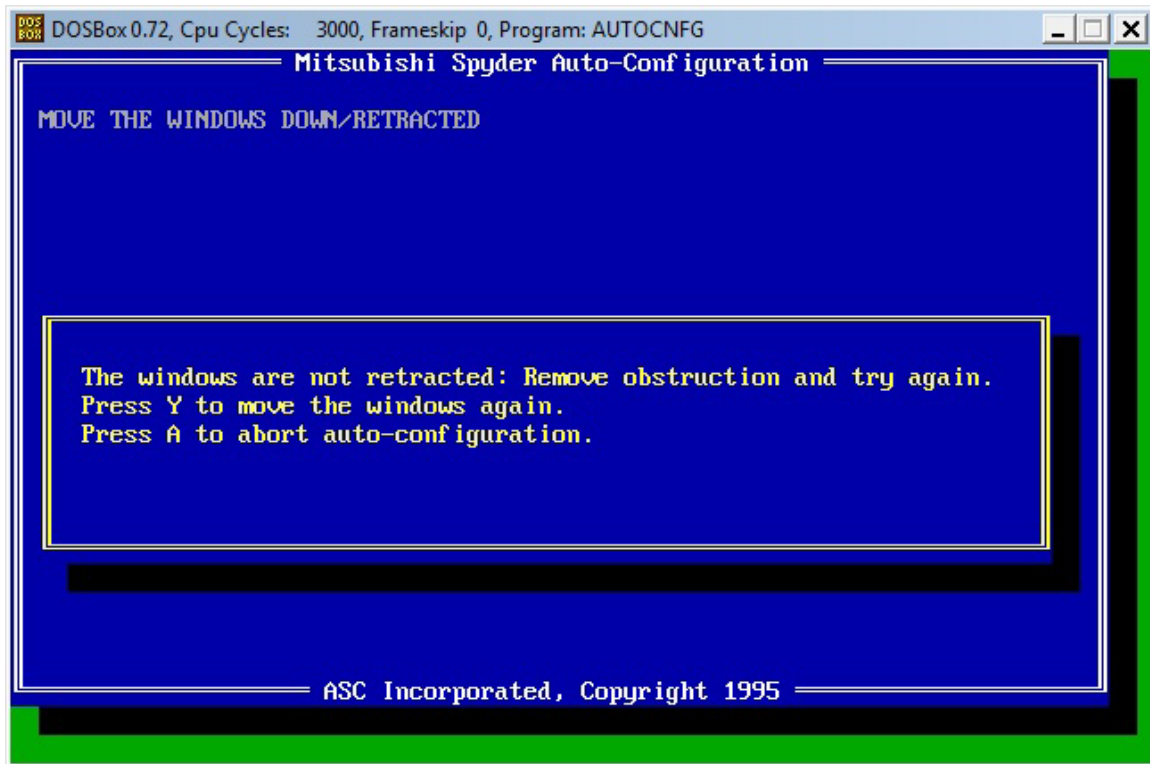 DOS
BOX
DOSBox 0.72, Cpu Cycles: 3000, Frameskip 0, Program: AUTOCNFG
Mitsubishi Spyder Auto-Configuration
MOVE THE WINDOWS DOWN/RETRACTED
The windows are not retracted: Remove obstruction and try again.
Press Y to move the windows again.
Press A to abort auto-configuration.
ASC Incorporated, Copyright 1995